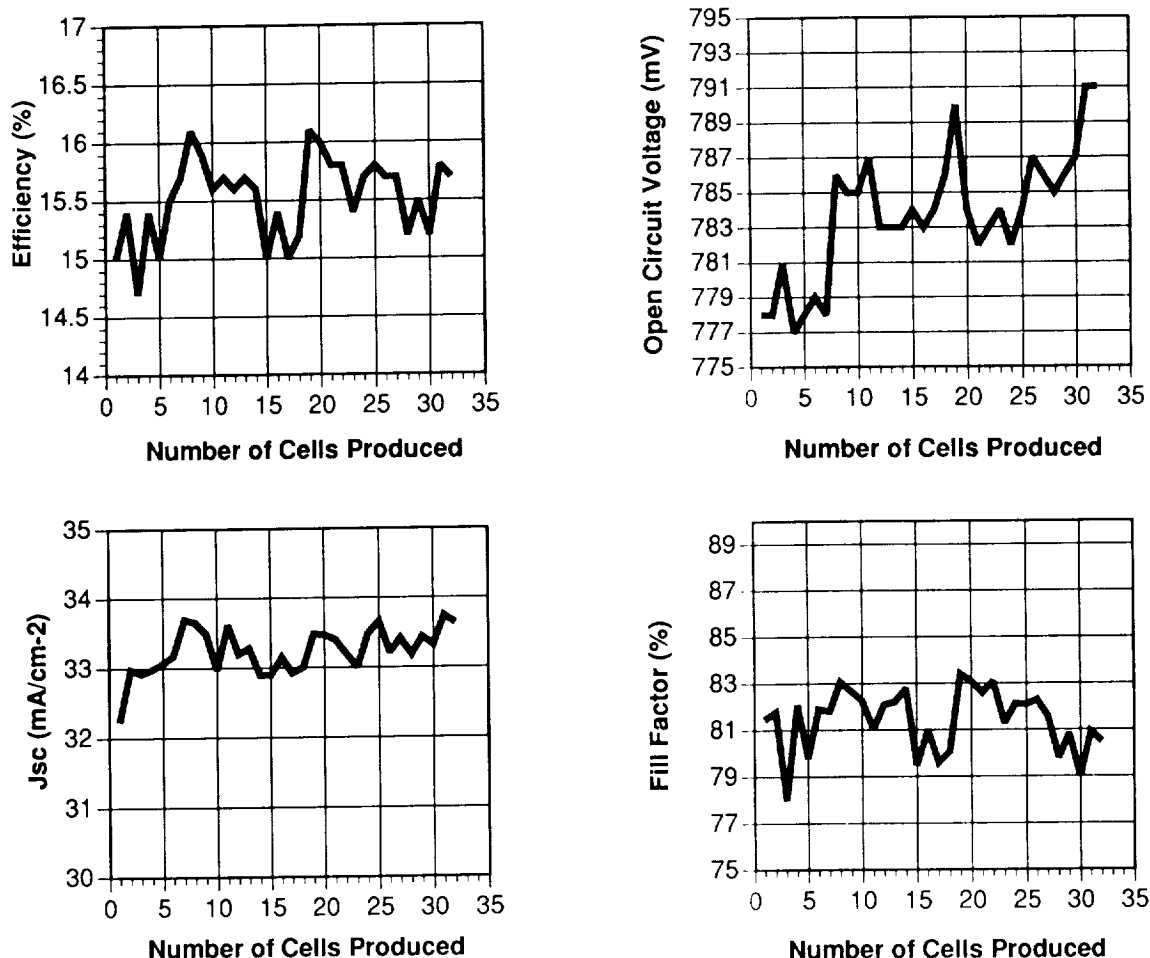 Efficiency (%)
17
16.5
16
15.5
15
14.5
14
0 5 10 15 20 25 30 35
Number of Cells Produced
Open Circuit Voltage (mV)
795
793
791
789
787
785
783
781
779
777
775
0 5 10 15 20 25 30 35
Number of Cells Produced
Jsc (mA/cm-2)
35
34
33
32
31
30
0 5 10 15 20 25 30 35
Number of Cells Produced
Fill Factor (%)
89
87
85
83
81
79
77
75
0 5 10 15 20 25 30 35
Number of Cells Produced